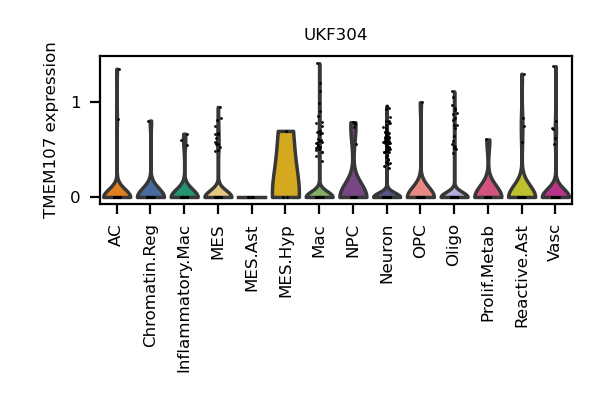 UKF304
TMEM107 expression
1
0
AC
Chromatin.Reg
Inflammatory.Mac
MES
MES.Ast
MES.Hyp
Mac
NPC
Neuron
OPC
Oligo
Prolif.Metab
Reactive.Ast
Vasc